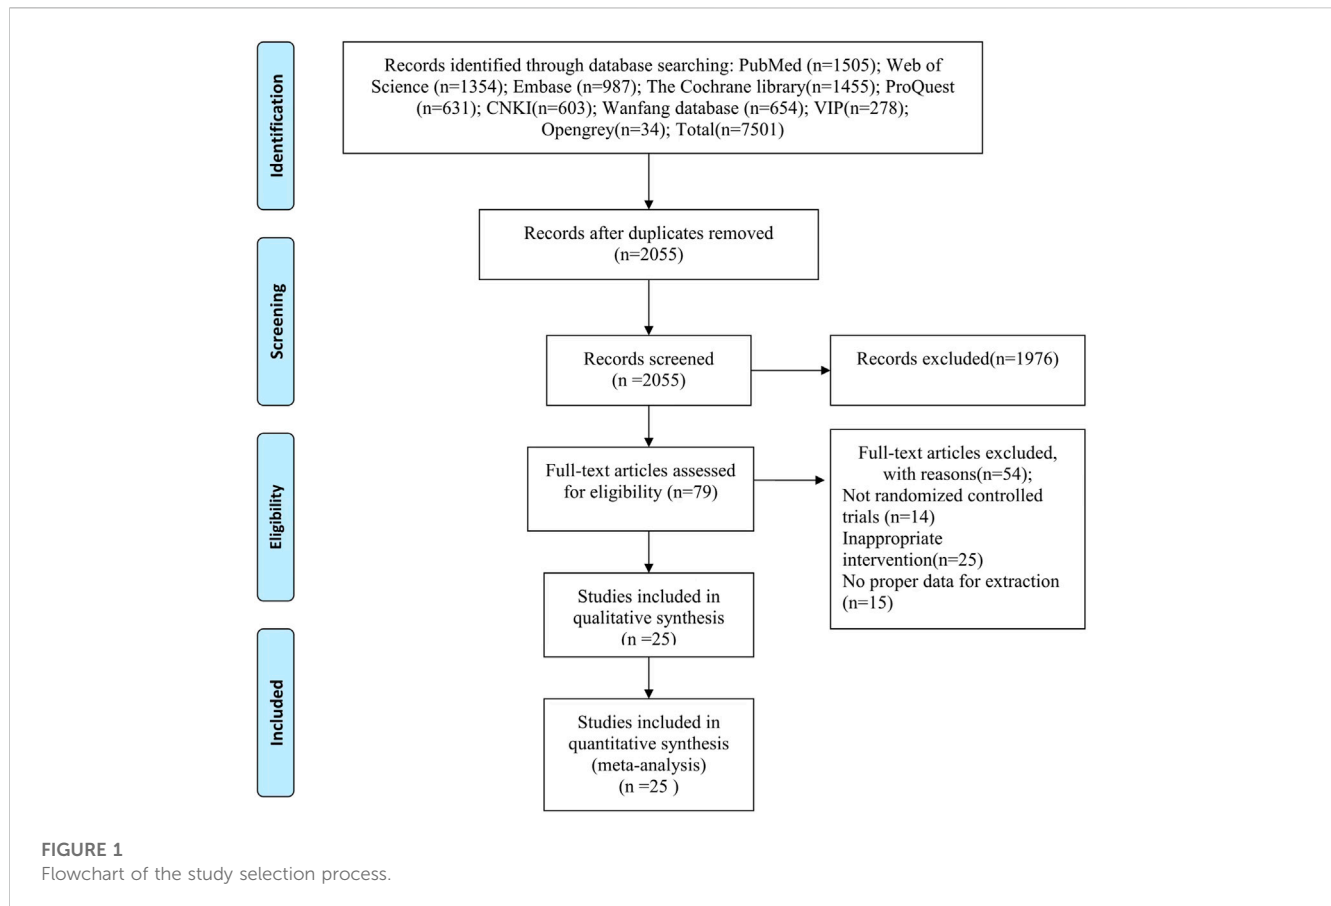 Identification
Records identified through database searching: PubMed (n=1505); Web of
Science (n=1354); Embase (n=987); The Cochrane library(n=1455); ProQuest
(n=631); CNKI(n=603); Wanfang database (n=654); VIP(n=278);
Opengrey(n=34); Total(n=7501)
Records after duplicates removed
(n=2055)
Screening
Records screened
(n =2055)
Records excluded(n=1976)
Eligibility
Full-text articles assessed
for eligibility (n=79)
Full-text articles excluded,
with reasons(n=54);
Not randomized controlled
trials (n=14)
Inappropriate
intervention(n=25)
No proper data for extraction
(n=15)
Studies included in
qualitative synthesis
(n =25)
Included
Studies included in
quantitative synthesis
(meta-analysis)
(n =25 )
FIGURE 1
Flowchart of the study selection process.